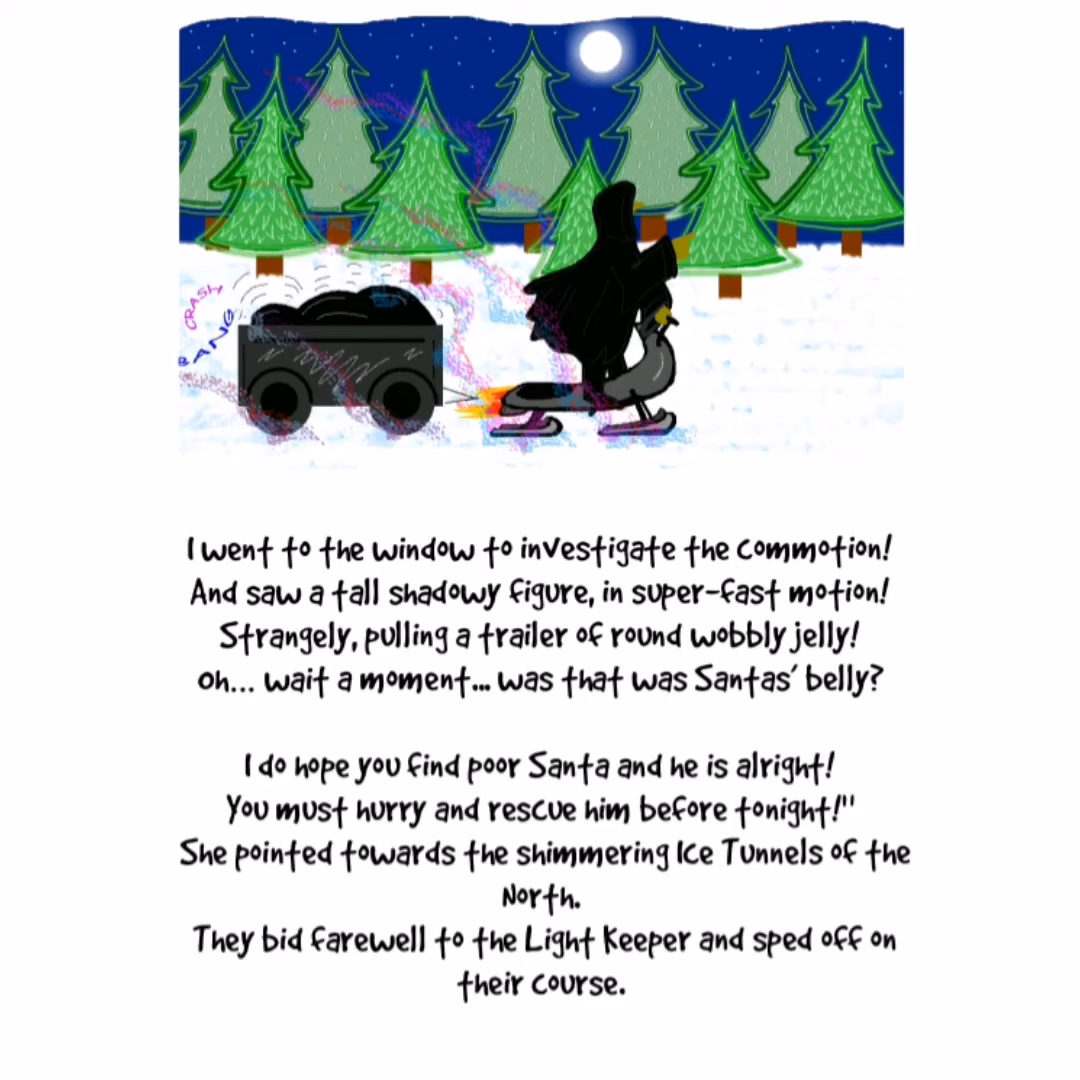 CRASH
BANG
I went to the window to investigate the commotion!
And saw a tall shadowy figure, in super-fast motion!
Strangely, pulling a trailer of round wobbly jelly!
Oh... wait a moment... was that was Santas' belly?
I do hope you find poor Santa and he is alright!
You must hurry and rescue him before tonight!"
She pointed towards the shimmering Ice Tunnels of the
North.
They bid farewell to the Light Keeper and sped off on
their course.